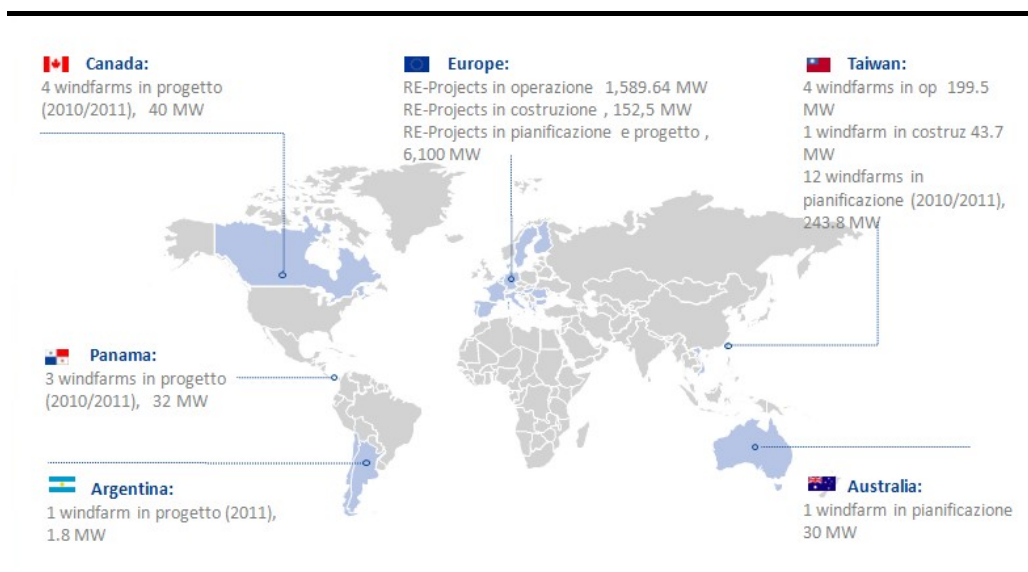 Canada:
4 windfarms in progetto
(2010/2011), 40 MW
Europe:
RE-Projects in operazione 1,589.64 MW
RE-Projects in costruzione , 152,5 MW
RE-Projects in pianificazione e progetto ,
6,100 MW
Taiwan:
4 windfarms in op 199.5
MW
1 windfarm in costruz 43.7
MW
12 windfarms in
pianificazione (2010/2011),
243.8 MW
Panama:
3 windfarms in progetto
(2010/2011), 32 MW
Argentina:
1 windfarm in progetto (2011),
1.8 MW
Australia:
1 windfarm in pianificazione
30 MW